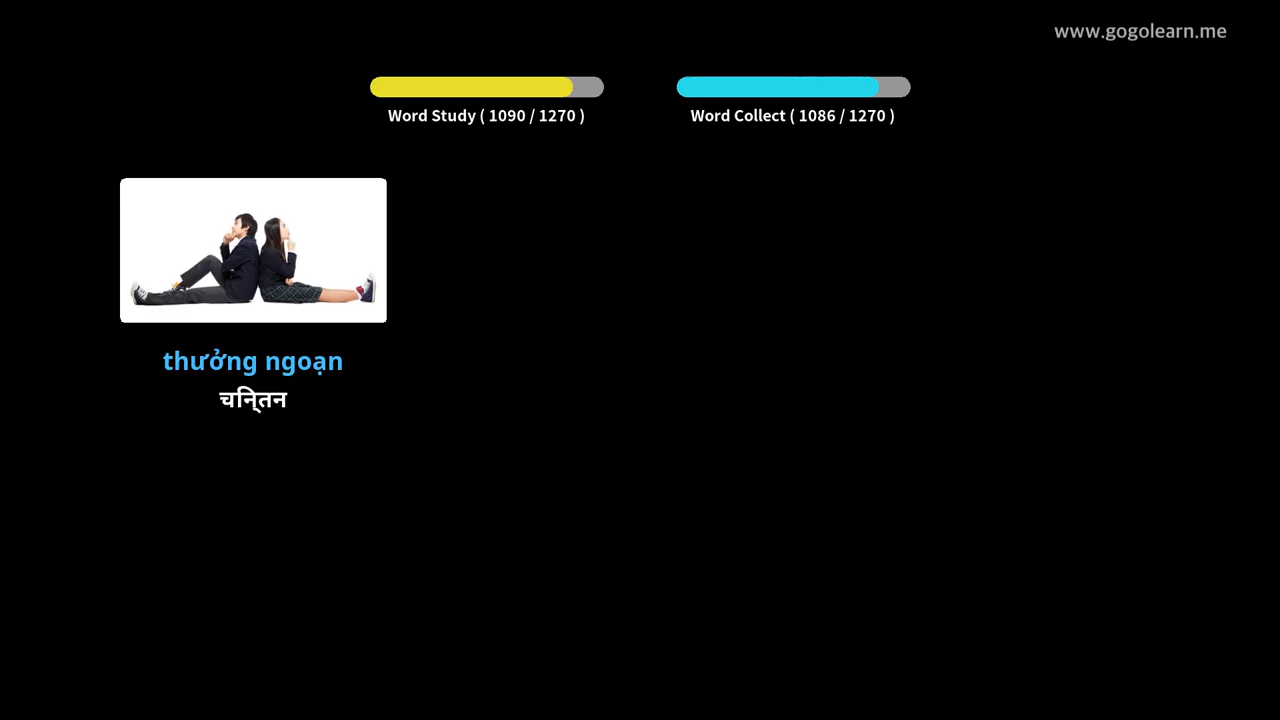 www.gogolearn.me
Word Study ( 1090 / 1270 )
Word Collect ( 1086 / 1270 )
thưởng ngoạn
चिन्तन